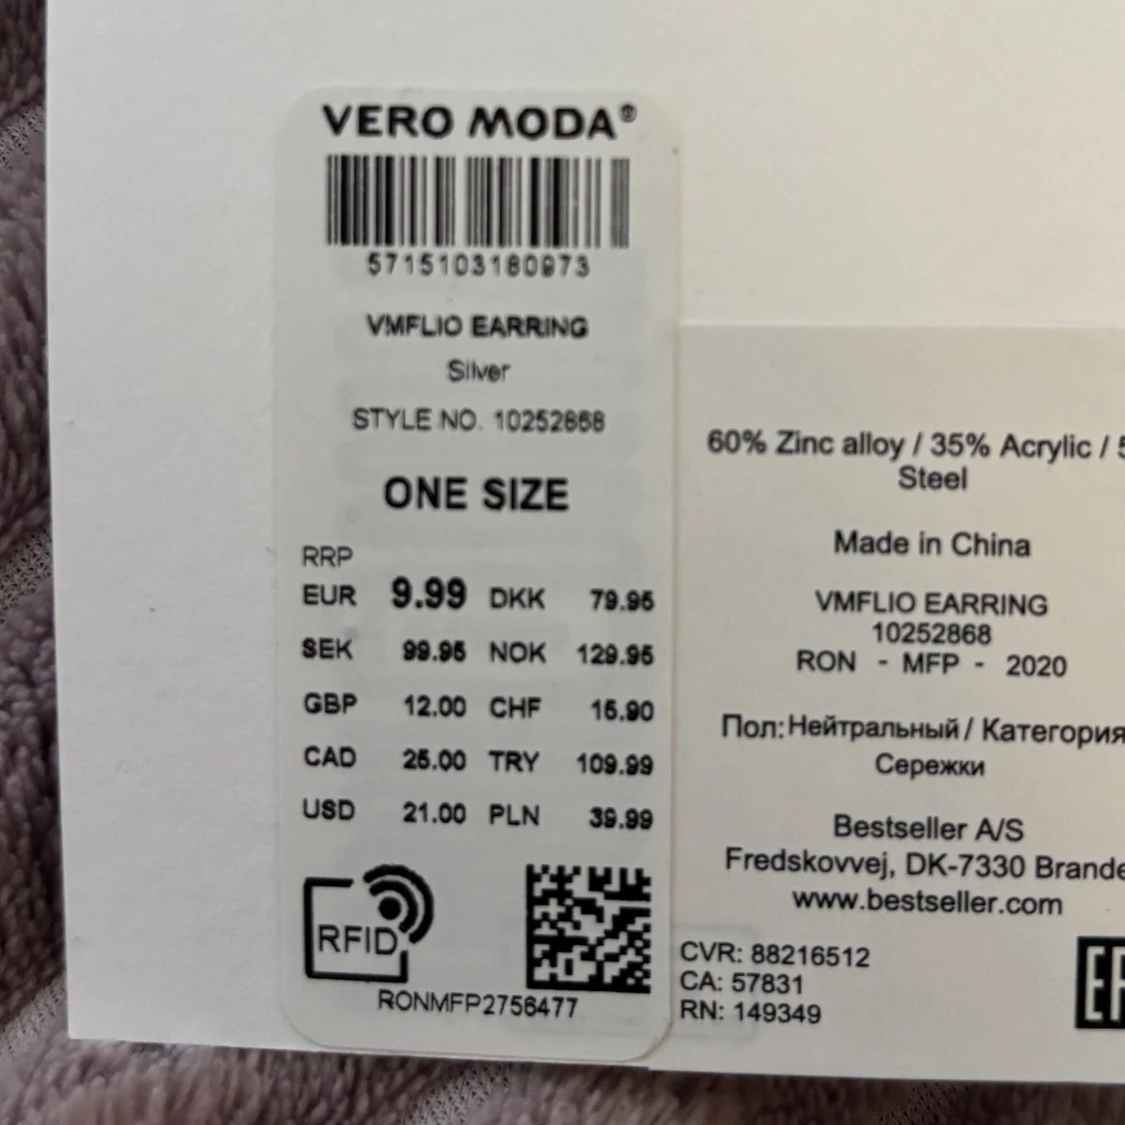 VERO MODA®
5715103180973
VMFLIO EARRING
Silver
STYLE NO. 10252868
ONE SIZE
RRP
EUR 9.99 DKK 79.95
SEK 99.95 NOK 129.95
GBP 12.00 CHF 15.90
CAD 25.00 TRY 109.99
USD 21.00 PLN 39.99
RFID
RONMFP2756477
60% Zinc alloy / 35% Acrylic /
Steel
Made in China
VMFLIO EARRING
10252868
RON - MFP - 2020
Пол:Нейтральный / Категория
Сережки
Bestseller A/S
Fredskovvej, DK-7330 Brande
www.bestseller.com
CVR: 88216512
CA: 57831
RN: 149349